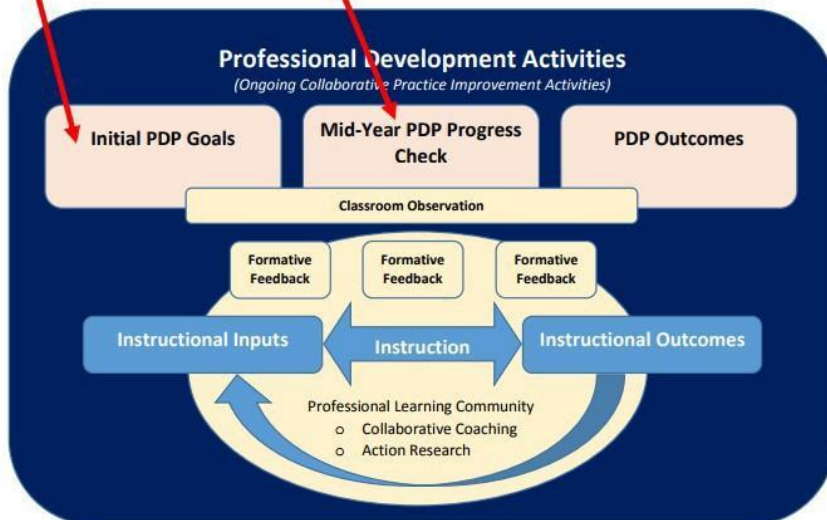 Professional Development Activities
(Ongoing Collaborative Practice Improvement Activities)
Initial PDP Goals
Mid-Year PDP Progress
Check
PDP Outcomes
Classroom Observation
Formative
Feedback
Formative
Feedback
Formative
Feedback
Instructional Inputs
Instruction
Instructional Outcomes
Professional Learning Community
o Collaborative Coaching
o Action Research